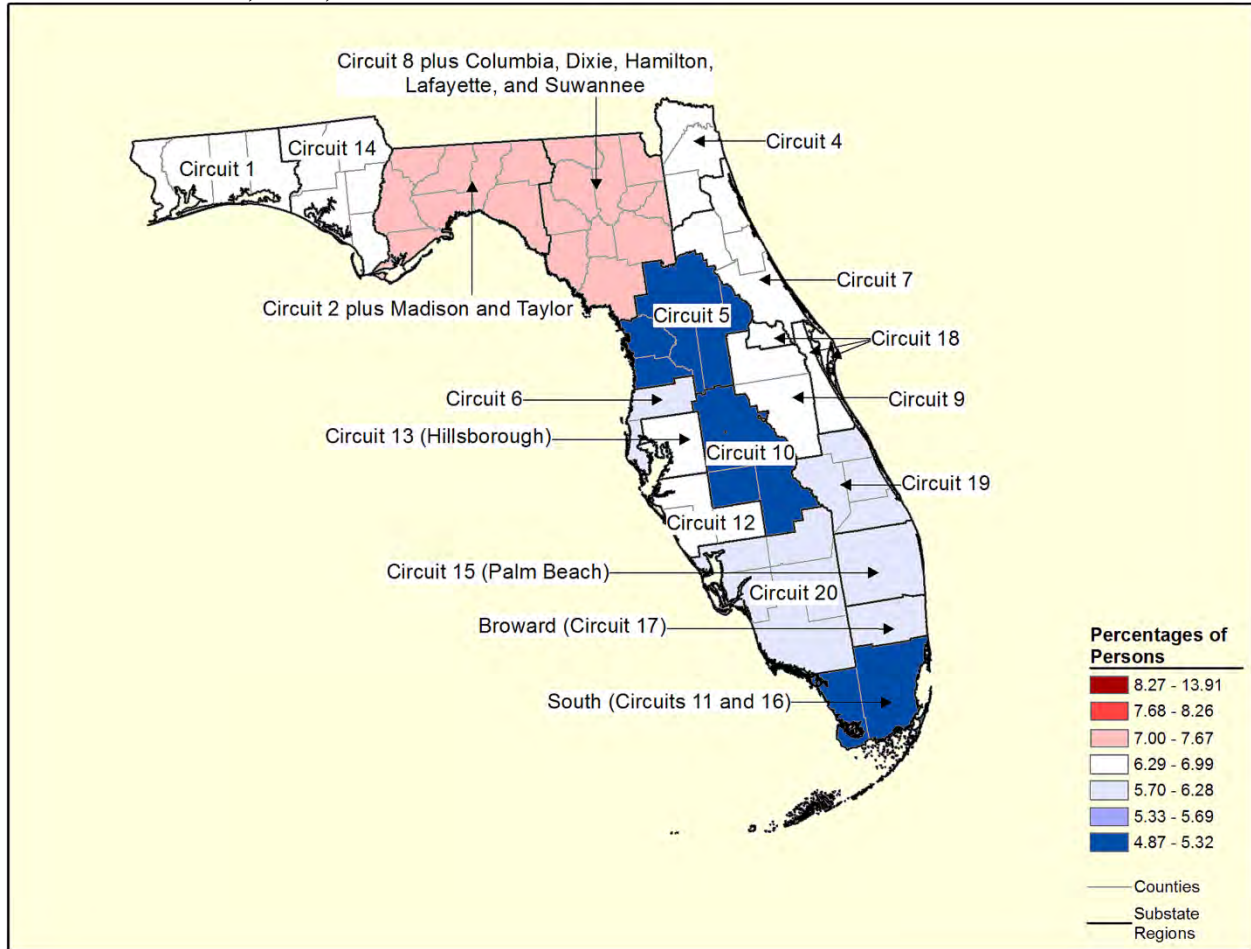 Circuit 8 plus Columbia, Dixie, Hamilton,
Lafayette, and Suwannee
Circuit 4
Circuit 14
Circuit 1
Circuit 7
Circuit 2 plus Madison and Taylor
Circuit 5
Circuit 18
Circuit 6
Circuit 9
Circuit 13 (Hillsborough)
Circuit 10
Circuit 19
Circuit 12
Circuit 15 (Palm Beach)
Circuit 20
Broward (Circuit 17)
South (Circuits 11 and 16)
Percentages of
Persons
8.27 - 13.91
7.68 - 8.26
7.00 - 7.67
6.29 - 6.99
5.70 - 6.28
5.33 - 5.69
4.87 - 5.32
Counties
Substate
Regions